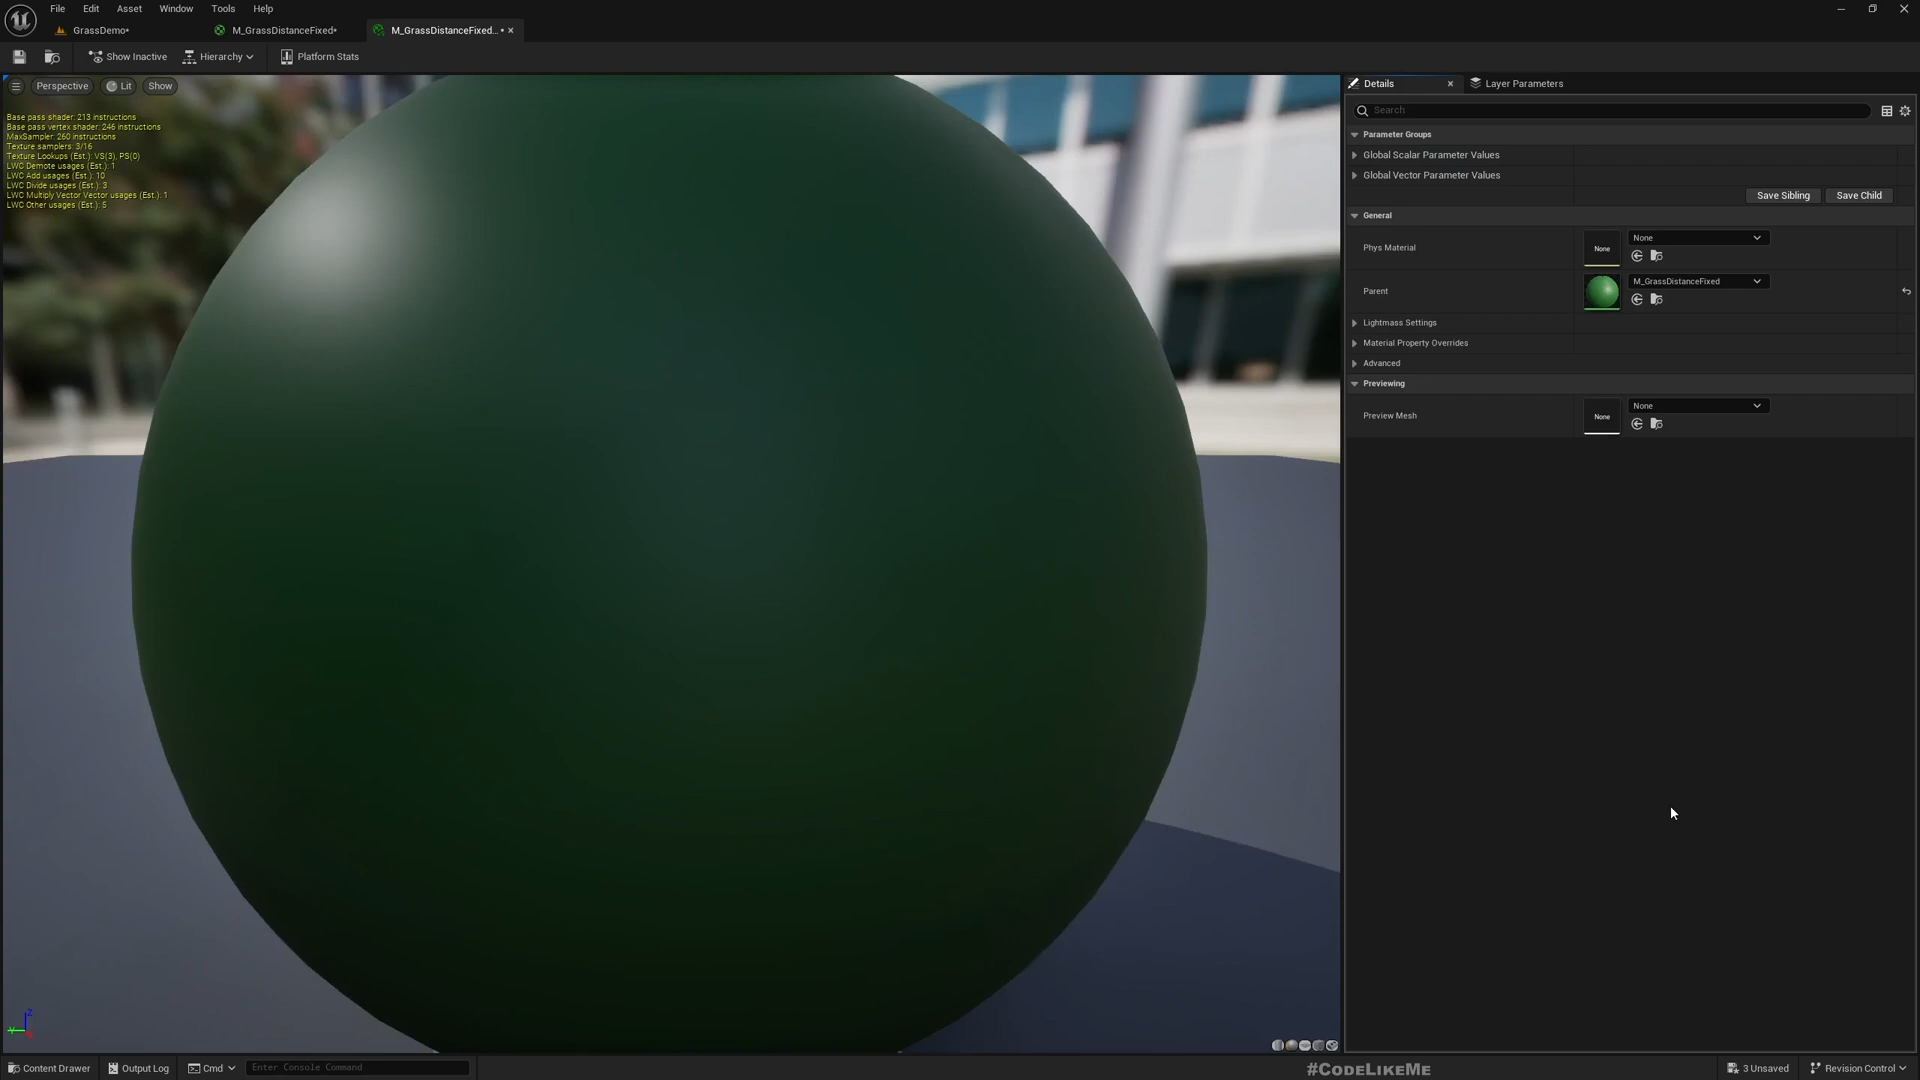 File Edit Asset Window Tools Help
GrassDemo* M_GrassDistanceFixed* M_GrassDistanceFixed... •
Show Inactive Hierarchy Platform Stats
Perspective Lit Show
Base pass shader: 213 instructions
Base pass vertex shader: 246 instructions
MaxSampler: 260 instructions
Texture samplers: 3/16
Texture Lookups (Est.): VS(3), PS(0)
LWC Demote usages (Est.): 1
LWC Add usages (Est.): 10
LWC Divide usages (Est.): 3
LWC Multiply Vector Vector usages (Est.): 1
LWC Other usages (Est.): 5
Details Layer Parameters
Search
Parameter Groups
Global Scalar Parameter Values
Global Vector Parameter Values
Save Sibling Save Child
General
Phys Material None None
Parent M_GrassDistanceFixed
Lightmass Settings
Material Property Overrides
Advanced
Previewing
Preview Mesh None None
Z
Y
Content Drawer Output Log Cmd Enter Console Command #CODELIKEME 3 Unsaved Revision Control